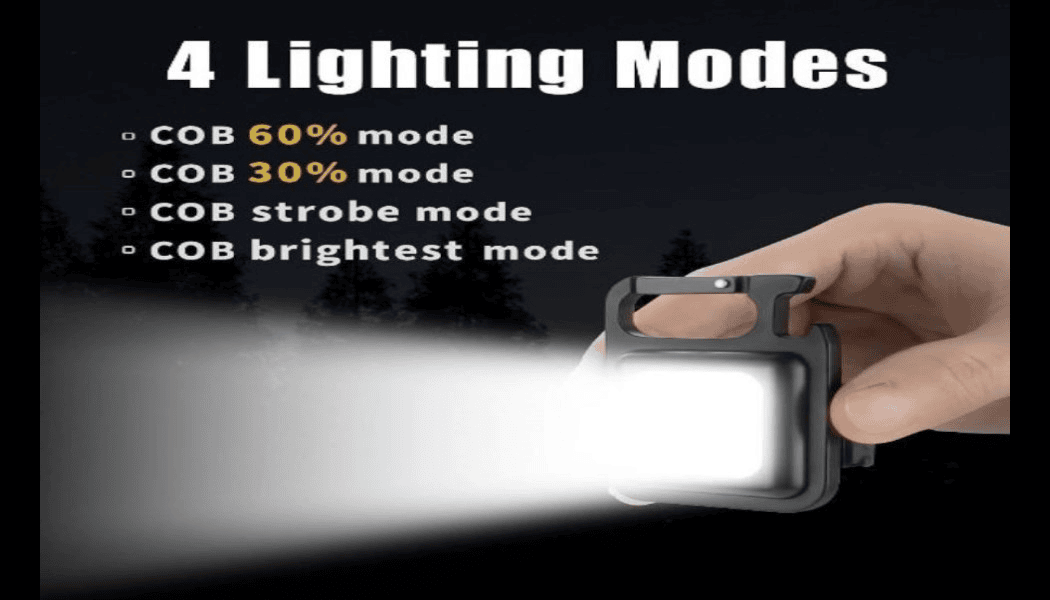 4 Lighting Modes
COB 60% mode
COB 30% mode
COB strobe mode
COB brightest mode